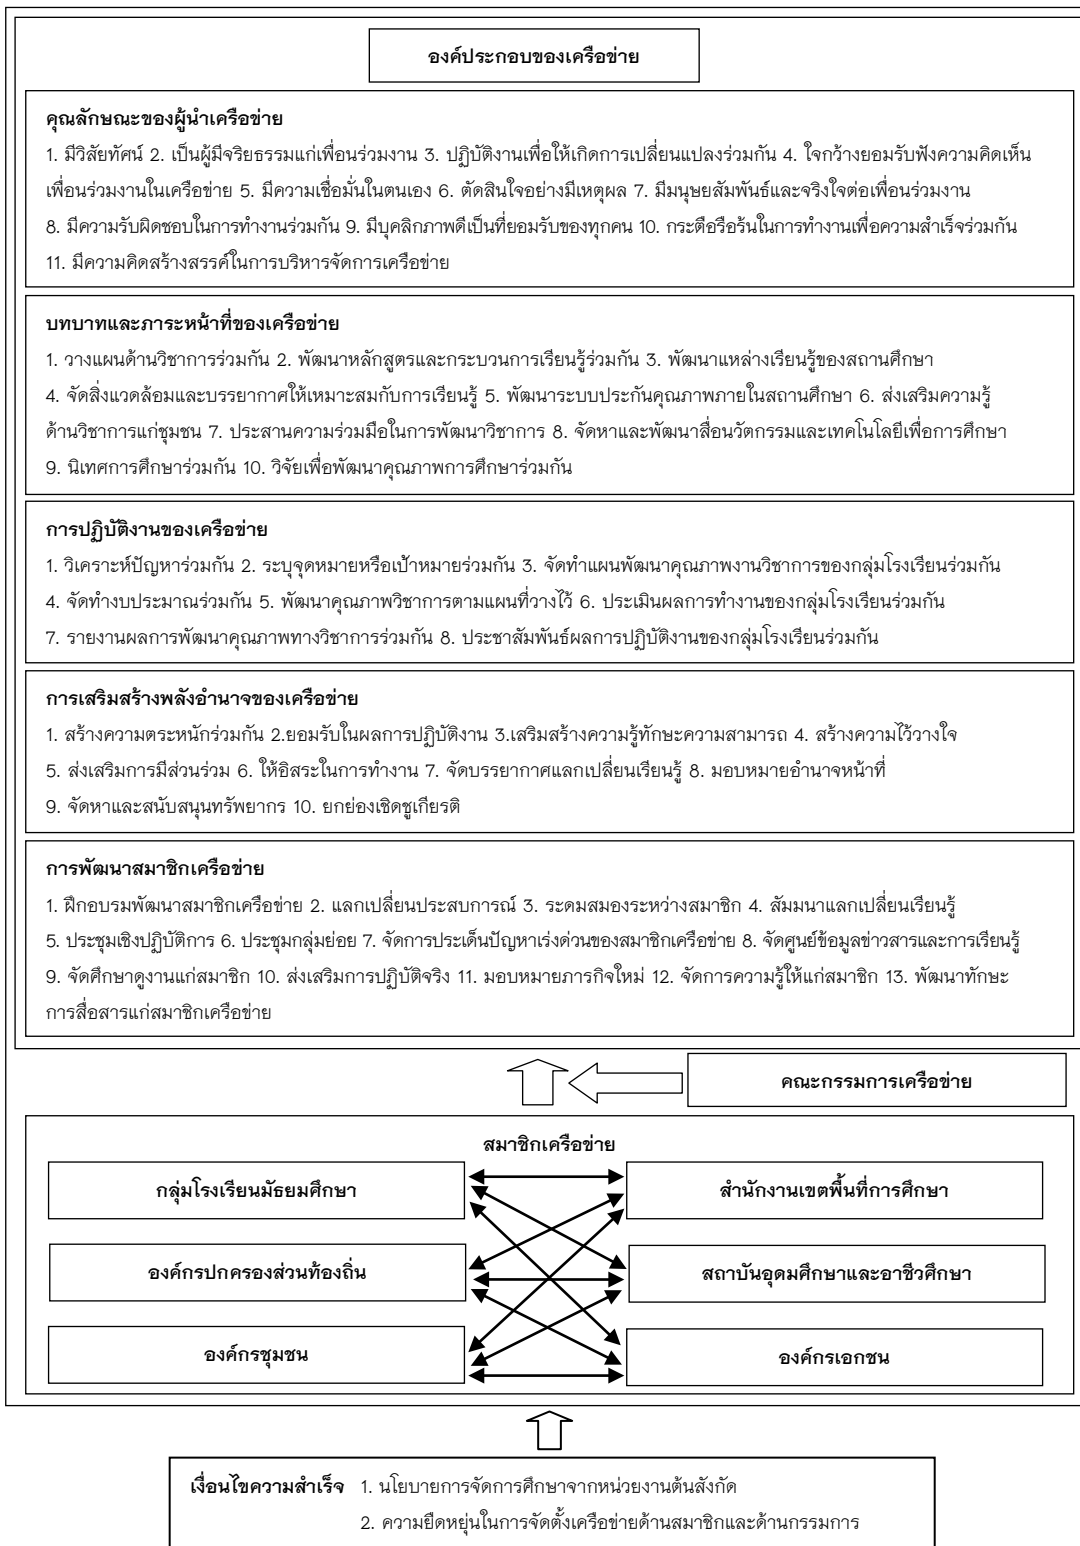 องค์ประกอบของเครือข่าย
คุณลักษณะของผู้นำเครือข่าย
1. มีวิสัยทัศน์ 2. เป็นผู้มีจริยธรรมแก่เพื่อนร่วมงาน 3. ปฏิบัติงานเพื่อให้เกิดการเปลี่ยนแปลงร่วมกัน 4. ใจกว้างยอมรับฟังความคิดเห็น
เพื่อนร่วมงานในเครือข่าย 5. มีความเชื่อมั่นในตนเอง 6. ตัดสินใจอย่างมีเหตุผล 7. มีมนุษยสัมพันธ์และจริงใจต่อเพื่อนร่วมงาน
8. มีความรับผิดชอบในการทำงานร่วมกัน 9. มีบุคลิกภาพดีเป็นที่ยอมรับของทุกคน 10. กระตือรือร้นในการทำงานเพื่อความสำเร็จร่วมกัน
11. มีความคิดสร้างสรรค์ในการบริหารจัดการเครือข่าย
บทบาทและภาระหน้าที่ของเครือข่าย
1. วางแผนด้านวิชาการร่วมกัน 2. พัฒนาหลักสูตรและกระบวนการเรียนรู้ร่วมกัน 3. พัฒนาแหล่งเรียนรู้ของสถานศึกษา
4. จัดสิ่งแวดล้อมและบรรยากาศให้เหมาะสมกับการเรียนรู้ 5. พัฒนาระบบประกันคุณภาพภายในสถานศึกษา 6. ส่งเสริมความรู้
ด้านวิชาการแก่ชุมชน 7. ประสานความร่วมมือในการพัฒนาวิชาการ 8. จัดหาและพัฒนาสื่อนวัตกรรมและเทคโนโลยีเพื่อการศึกษา
9. นิเทศการศึกษาร่วมกัน 10. วิจัยเพื่อพัฒนาคุณภาพการศึกษาร่วมกัน
การปฏิบัติงานของเครือข่าย
1. วิเคราะห์ปัญหาร่วมกัน 2. ระบุจุดหมายหรือเป้าหมายร่วมกัน 3. จัดทำแผนพัฒนาคุณภาพงานวิชาการของกลุ่มโรงเรียนร่วมกัน
4. จัดทำงบประมาณร่วมกัน 5. พัฒนาคุณภาพวิชาการตามแผนที่วางไว้ 6. ประเมินผลการทำงานของกลุ่มโรงเรียนร่วมกัน
7. รายงานผลการพัฒนาคุณภาพทางวิชาการร่วมกัน 8. ประชาสัมพันธ์ผลการปฏิบัติงานของกลุ่มโรงเรียนร่วมกัน
การเสริมสร้างพลังอำนาจของเครือข่าย
1. สร้างความตระหนักร่วมกัน 2.ยอมรับในผลการปฏิบัติงาน 3.เสริมสร้างความรู้ทักษะความสามารถ 4. สร้างความไว้วางใจ
5. ส่งเสริมการมีส่วนร่วม 6. ให้อิสระในการทำงาน 7. จัดบรรยากาศแลกเปลี่ยนเรียนรู้ 8. มอบหมายอำนาจหน้าที่
9. จัดหาและสนับสนุนทรัพยากร 10. ยกย่องเชิดชูเกียรติ
การพัฒนาสมาชิกเครือข่าย
1. ฝึกอบรมพัฒนาสมาชิกเครือข่าย 2. แลกเปลี่ยนประสบการณ์ 3. ระดมสมองระหว่างสมาชิก 4. สัมมนาแลกเปลี่ยนเรียนรู้
5. ประชุมเชิงปฏิบัติการ 6. ประชุมกลุ่มย่อย 7. จัดการประเด็นปัญหาเร่งด่วนของสมาชิกเครือข่าย 8. จัดศูนย์ข้อมูลข่าวสารและการเรียนรู้
9. จัดศึกษาดูงานแก่สมาชิก 10. ส่งเสริมการปฏิบัติจริง 11. มอบหมายภารกิจใหม่ 12. จัดการความรู้ให้แก่สมาชิก 13. พัฒนาทักษะ
การสื่อสารแก่สมาชิกเครือข่าย
คณะกรรมการเครือข่าย
สมาชิกเครือข่าย
กลุ่มโรงเรียนมัธยมศึกษา
สำนักงานเขตพื้นที่การศึกษา
องค์กรปกครองส่วนท้องถิ่น
สถาบันอุดมศึกษาและอาชีวศึกษา
องค์กรชุมชน
องค์กรเอกชน
เงื่อนไขความสำเร็จ 1. นโยบายการจัดการศึกษาจากหน่วยงานต้นสังกัด
2. ความยืดหยุ่นในการจัดตั้งเครือข่ายด้านสมาชิกและด้านกรรมการ